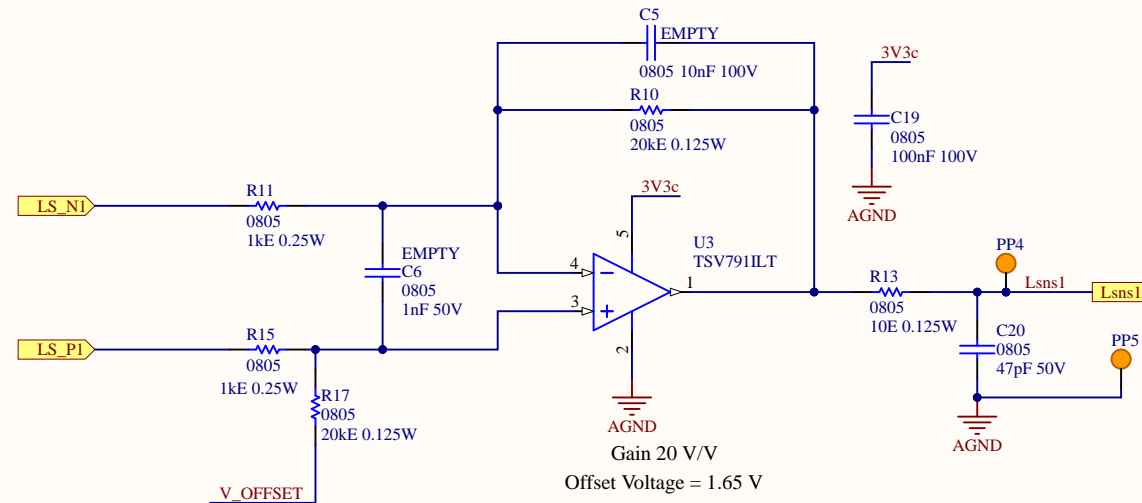 C5
EMPTY
0805 10nF 100V
R10
0805
20kE 0.125W
3V3c
C19
0805
100nF 100V
AGND
LS_N1
R11
0805
1kE 0.25W
EMPTY
C6
0805
1nF 50V
3V3c
5
U3
TSV791ILT
4
3
1
2
AGND
LS_P1
R15
0805
1kE 0.25W
R17
0805
20kE 0.125W
V_OFFSET
R13
0805
10E 0.125W
PP4
Lsns1
Lsns1
C20
0805
47pF 50V
PP5
AGND
Gain 20 V/V
Offset Voltage = 1.65 V